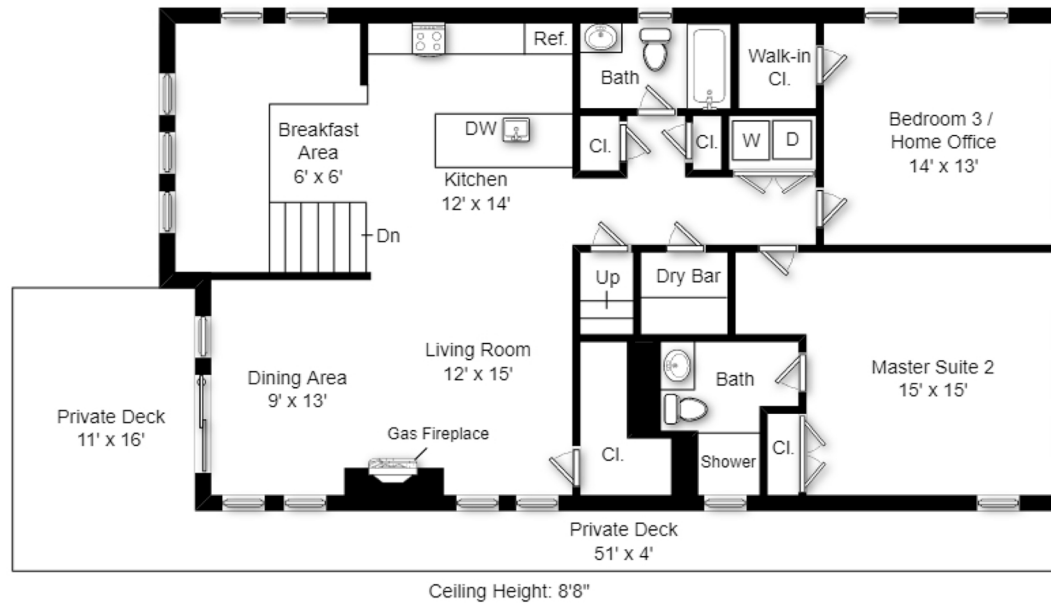 Ref.
Bath
Walk-in
Cl.
Breakfast
Area
6' x 6'
DW
Cl.
Cl.
W
D
Bedroom 3 /
Home Office
14' x 13'
Kitchen
12' x 14'
Dn
Up
Dry Bar
Living Room
12' x 15'
Dining Area
9' x 13'
Bath
Master Suite 2
15' x 15'
Private Deck
11' x 16'
Gas Fireplace
Cl.
Shower
Cl.
Private Deck
51' x 4'
Ceiling Height: 8'8"